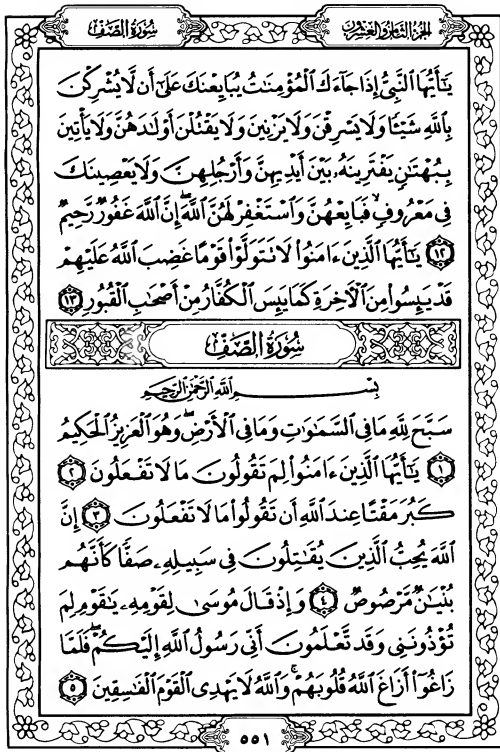 الجزء الثامن والعشرون
سورة الصف
يَـٰٓأَيُّهَا ٱلنَّبِىُّ إِذَا جَآءَكَ ٱلْمُؤْمِنَـٰتُ يُبَايِعْنَكَ عَلَىٰٓ أَن لَّا يُشْرِكْنَ
بِٱللَّهِ شَيْـًٔا وَلَا يَسْرِقْنَ وَلَا يَزْنِينَ وَلَا يَقْتُلْنَ أَوْلَـٰدَهُنَّ وَلَا يَأْتِينَ
بِبُهْتَـٰنٍ يَفْتَرِينَهُۥ بَيْنَ أَيْدِيهِنَّ وَأَرْجُلِهِنَّ وَلَا يَعْصِينَكَ
فِى مَعْرُوفٍ ۙ فَبَايِعْهُنَّ وَٱسْتَغْفِرْ لَهُنَّ ٱللَّهَ ۖ إِنَّ ٱللَّهَ غَفُورٌ رَّحِيمٌ
١٢ يَـٰٓأَيُّهَا ٱلَّذِينَ ءَامَنُوا۟ لَا تَتَوَلَّوْا۟ قَوْمًا غَضِبَ ٱللَّهُ عَلَيْهِمْ
قَدْ يَئِسُوا۟ مِنَ ٱلْـَٔاخِرَةِ كَمَا يَئِسَ ٱلْكُفَّارُ مِنْ أَصْحَـٰبِ ٱلْقُبُورِ ١٣
سُورَةُ الصَّفِّ
بِسْمِ ٱللَّهِ ٱلرَّحْمَـٰنِ ٱلرَّحِيمِ
سَبَّحَ لِلَّهِ مَا فِى ٱلسَّمَـٰوَٰتِ وَمَا فِى ٱلْأَرْضِ ۖ وَهُوَ ٱلْعَزِيزُ ٱلْحَكِيمُ
١ يَـٰٓأَيُّهَا ٱلَّذِينَ ءَامَنُوا۟ لِمَ تَقُولُونَ مَا لَا تَفْعَلُونَ ٢
كَبُرَ مَقْتًا عِندَ ٱللَّهِ أَن تَقُولُوا۟ مَا لَا تَفْعَلُونَ ٣ إِنَّ
ٱللَّهَ يُحِبُّ ٱلَّذِينَ يُقَـٰتِلُونَ فِى سَبِيلِهِۦ صَفًّا كَأَنَّهُم
بُنْيَـٰنٌ مَّرْصُوصٌ ٤ وَإِذْ قَالَ مُوسَىٰ لِقَوْمِهِۦ يَـٰقَوْمِ لِمَ
تُؤْذُونَنِى وَقَد تَّعْلَمُونَ أَنِّى رَسُولُ ٱللَّهِ إِلَيْكُمْ ۖ فَلَمَّا
زَاغُوٓا۟ أَزَاغَ ٱللَّهُ قُلُوبَهُمْ ۚ وَٱللَّهُ لَا يَهْدِى ٱلْقَوْمَ ٱلْفَـٰسِقِينَ ٥
٥٥١